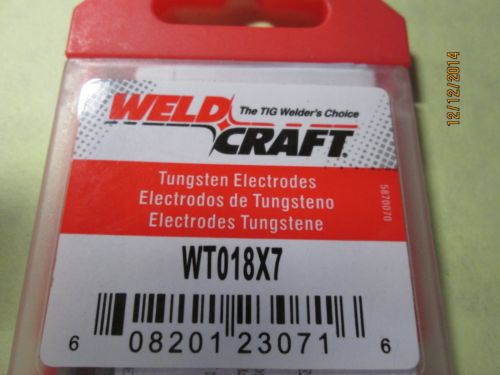 WELD
CRAFT.
The TIG Welder's Choice
Tungsten Electrodes
Electrodos de Tungsteno
Electrodes Tungstene
5870070
WT018X7
6 08201 23071 6
12/12/2014